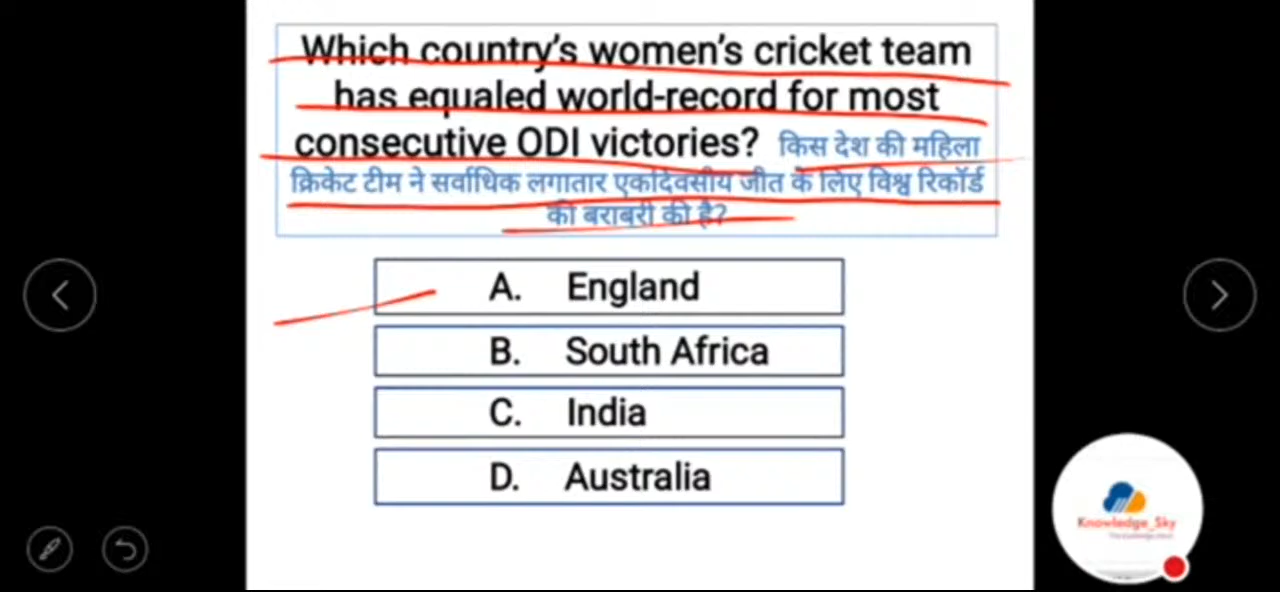 Which country's women's cricket team
has equaled world-record for most
consecutive ODI victories? किस देश की महिला
क्रिकेट टीम ने सर्वाधिक लगातार एकदिवसीय जीत के लिए विश्व रिकॉर्ड
की बराबरी की है?
A. England
B. South Africa
C. India
D. Australia
Knowledge_Sky